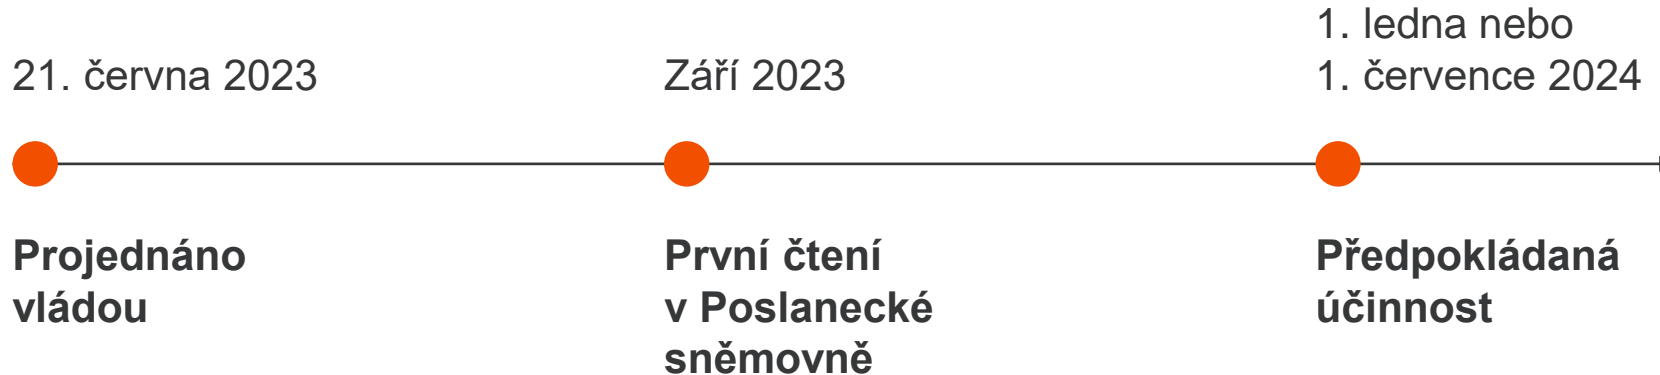 21. června 2023
Projednáno
vládou
Září 2023
První čtení
v Poslanecké
sněmovně
1. ledna nebo
1. července 2024
Předpokládaná
účinnost